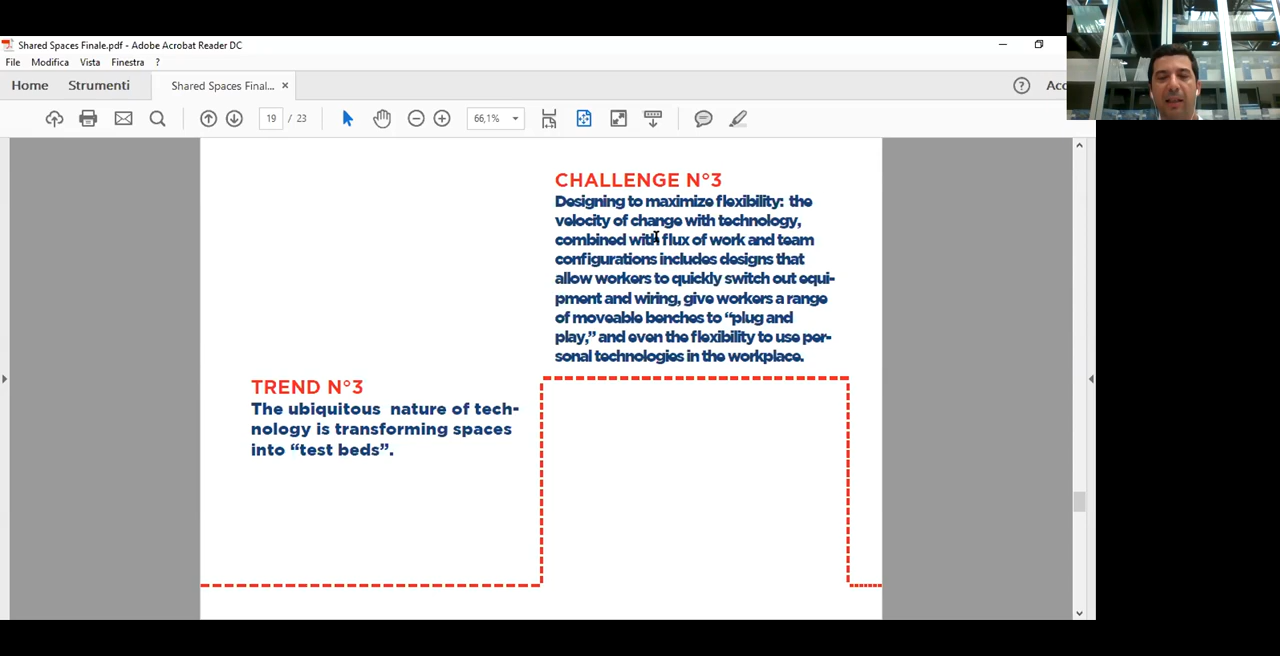 Shared Spaces Finale.pdf - Adobe Acrobat Reader DC
File Modifica Vista Finestra ?
Home Strumenti Shared Spaces Final... ×
19 / 23 66,1%
CHALLENGE N°3
Designing to maximize flexibility: the
velocity of change with technology,
combined with flux of work and team
configurations includes designs that
allow workers to quickly switch out equi-
pment and wiring, give workers a range
of moveable benches to “plug and
play,” and even the flexibility to use per-
sonal technologies in the workplace.
TREND N°3
The ubiquitous nature of tech-
nology is transforming spaces
into “test beds”.